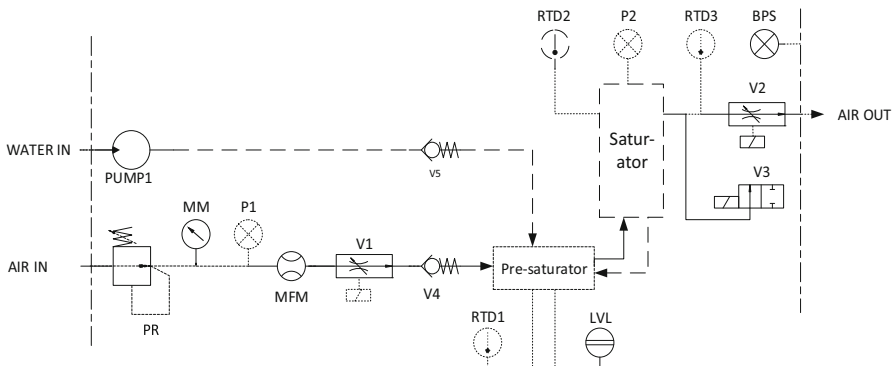 RTD2
P2
RTD3
BPS
V2
AIR OUT
WATER IN
PUMP1
V5
Satur-
ator
V3
MM
P1
V1
AIR IN
MFM
V4
Pre-saturator
PR
RTD1
LVL